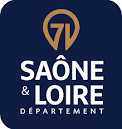 71
SAÔNE
& LOIRE
DÉPARTEMENT